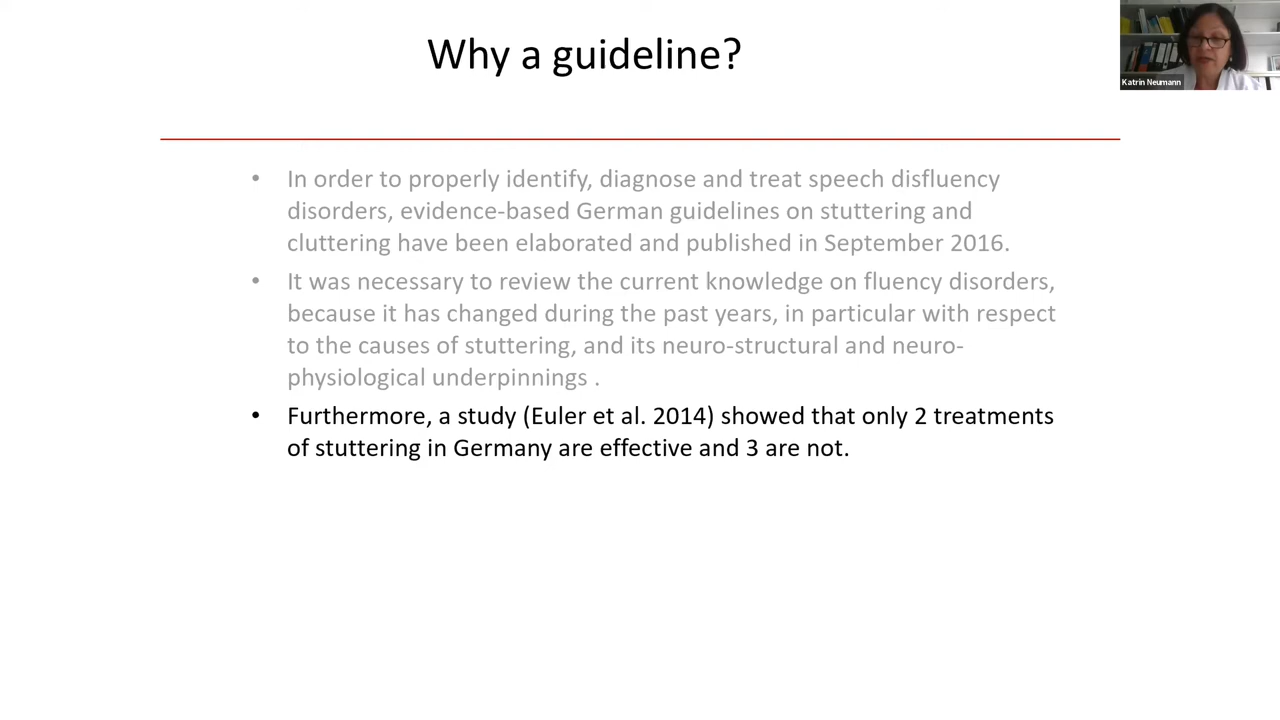 Why a guideline?
Katrin Neumann
• In order to properly identify, diagnose and treat speech disfluency
disorders, evidence-based German guidelines on stuttering and
cluttering have been elaborated and published in September 2016.
• It was necessary to review the current knowledge on fluency disorders,
because it has changed during the past years, in particular with respect
to the causes of stuttering, and its neuro-structural and neuro-
physiological underpinnings .
• Furthermore, a study (Euler et al. 2014) showed that only 2 treatments
of stuttering in Germany are effective and 3 are not.